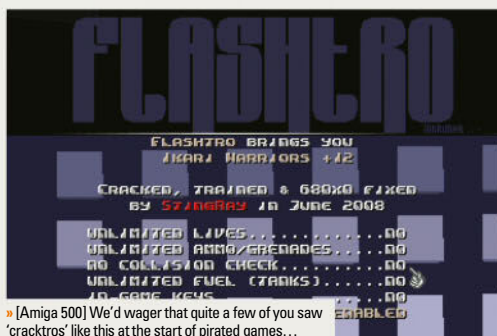 FLASHTRO
FLASHTRO BRINGS YOU
IKARI WARRIORS +12
CRACKED, TRAINED & 680X0 FIXED
BY STINGRAY IN JUNE 2008
UNLIMITED LIVES............NO
UNLIMITED AMMO/GRENADES.....NO
NO COLLISION CHECK..........NO
UNLIMITED FUEL (TANKS)......NO
IN-GAME KEYS
ENABLED
» [Amiga 500] We’d wager that quite a few of you saw
‘cracktros’ like this at the start of pirated games…